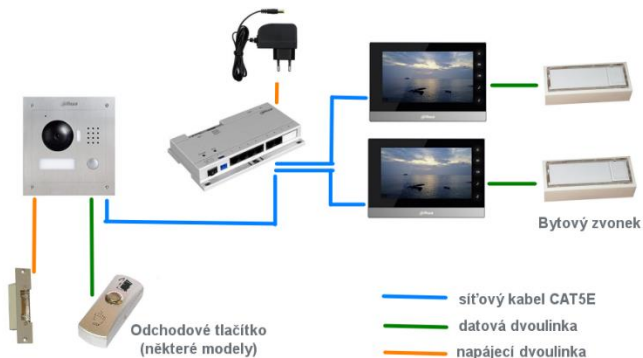 Bytový zvonek
Odchodové tlačítko
(některé modely)
síťový kabel CAT5E
datová dvoulinka
napájecí dvoulinka